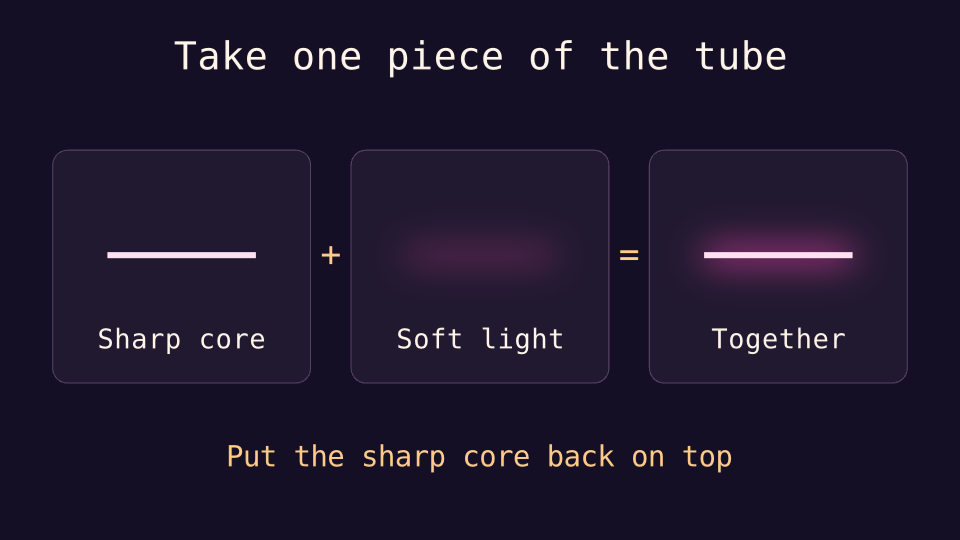 Take one piece of the tube
+ =
Sharp core Soft light Together
Put the sharp core back on top